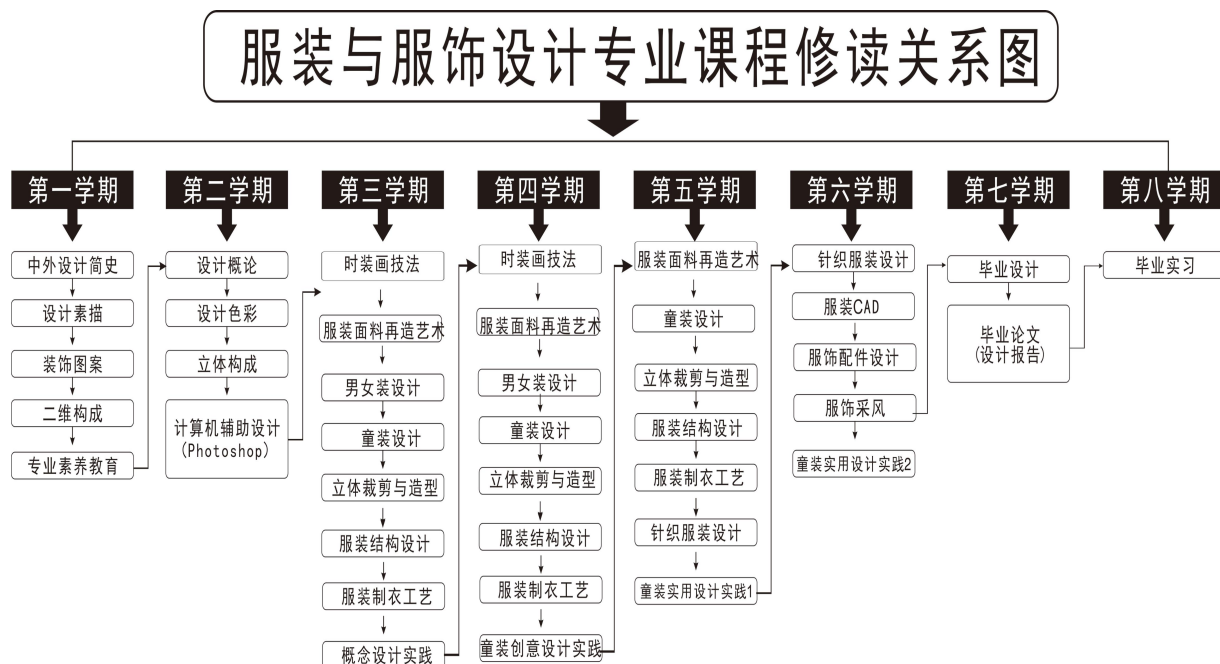 服装与服饰设计专业课程修读关系图
第一学期
中外设计简史
设计素描
装饰图案
二维构成
专业素养教育
第二学期
设计概论
设计色彩
立体构成
计算机辅助设计
(Photoshop)
第三学期
时装画技法
服装面料再造艺术
男女装设计
童装设计
立体裁剪与造型
服装结构设计
服装制衣工艺
概念设计实践
第四学期
时装画技法
服装面料再造艺术
男女装设计
童装设计
立体裁剪与造型
服装结构设计
服装制衣工艺
童装创意设计实践
第五学期
服装面料再造艺术
童装设计
立体裁剪与造型
服装结构设计
服装制衣工艺
针织服装设计
童装实用设计实践1
第六学期
针织服装设计
服装CAD
服饰配件设计
服饰采风
童装实用设计实践2
第七学期
毕业设计
毕业论文
(设计报告)
第八学期
毕业实习